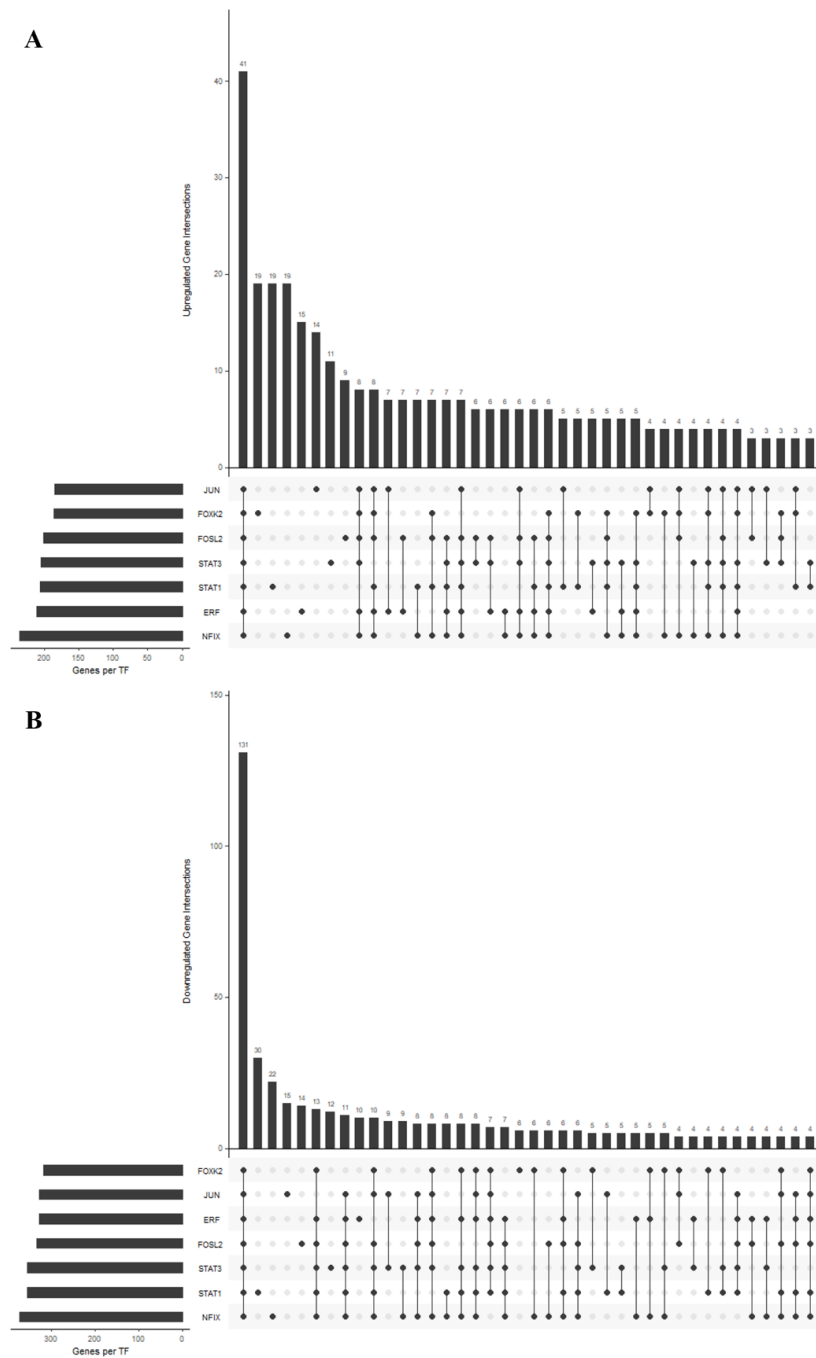 A
Upregulated Gene Intersections
40
30
20
10
0
41
19 19 19
15
14
11
9
8 8
7 7 7 7 7 7
6 6 6 6 6 6
5 5 5 5 5 5
4 4 4 4 4 4 4
3 3 3 3 3
JUN
FOXK2
FOSL2
STAT3
STAT1
ERF
NFIX
200 150 100 50 0
Genes per TF
B
Downregulated Gene Intersections
150
100
50
0
131
30
22
15
14
13
12
11
10 10
9 9
8 8 8 8 8
7 7
6 6 6 6 6
5 5 5 5 5 5
4 4 4 4 4 4 4 4 4 4
FOXK2
JUN
ERF
FOSL2
STAT3
STAT1
NFIX
300 200 100 0
Genes per TF